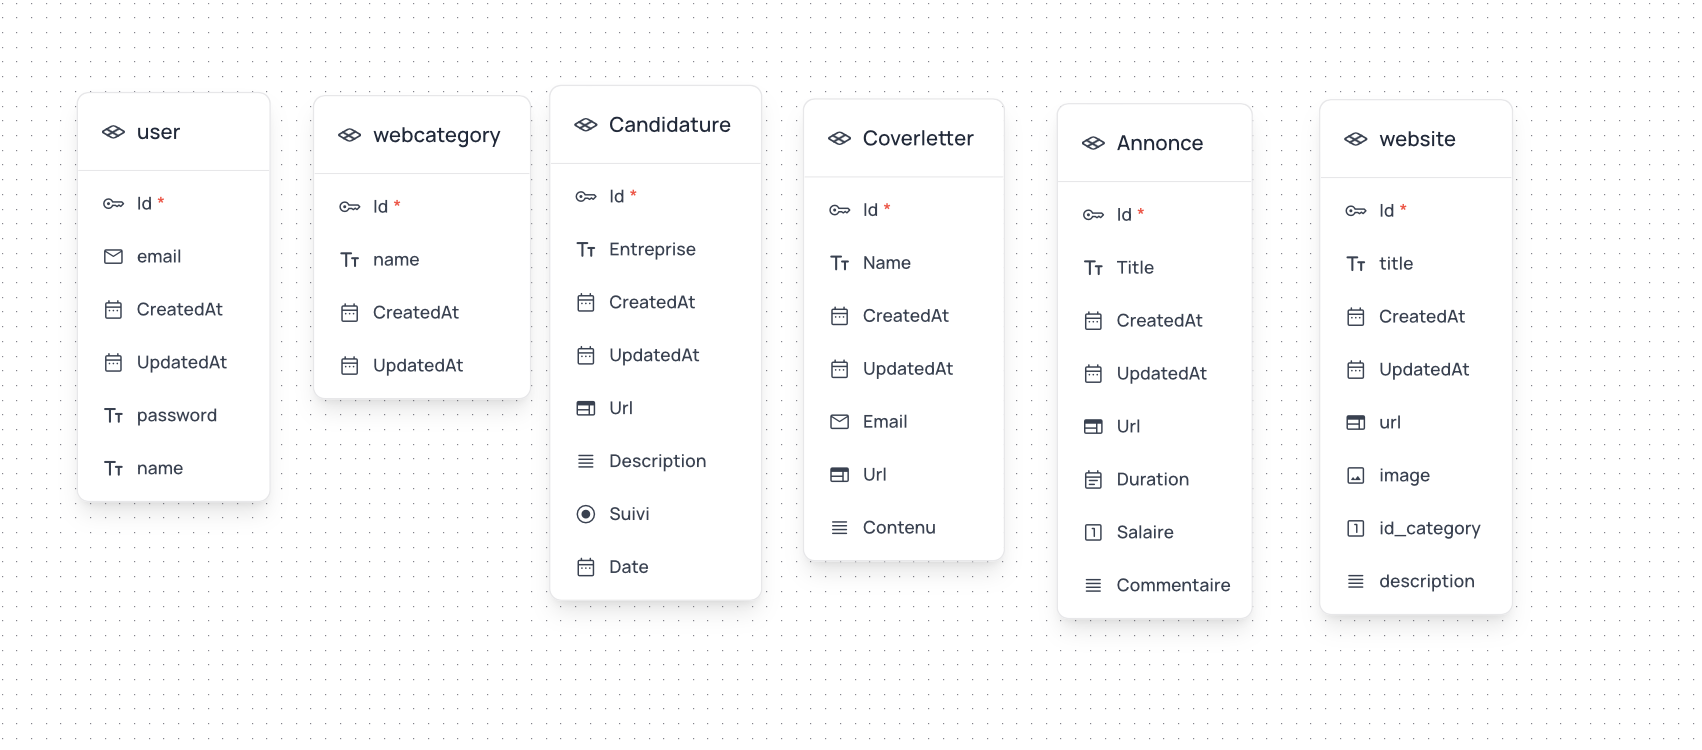 user
Id *
email
CreatedAt
UpdatedAt
password
name
webcategory
Id *
name
CreatedAt
UpdatedAt
Candidature
Id *
Entreprise
CreatedAt
UpdatedAt
Url
Description
Suivi
Date
Coverletter
Id *
Name
CreatedAt
UpdatedAt
Email
Url
Contenu
Annonce
Id *
Title
CreatedAt
UpdatedAt
Url
Duration
Salaire
Commentaire
website
Id *
title
CreatedAt
UpdatedAt
url
image
id_category
description